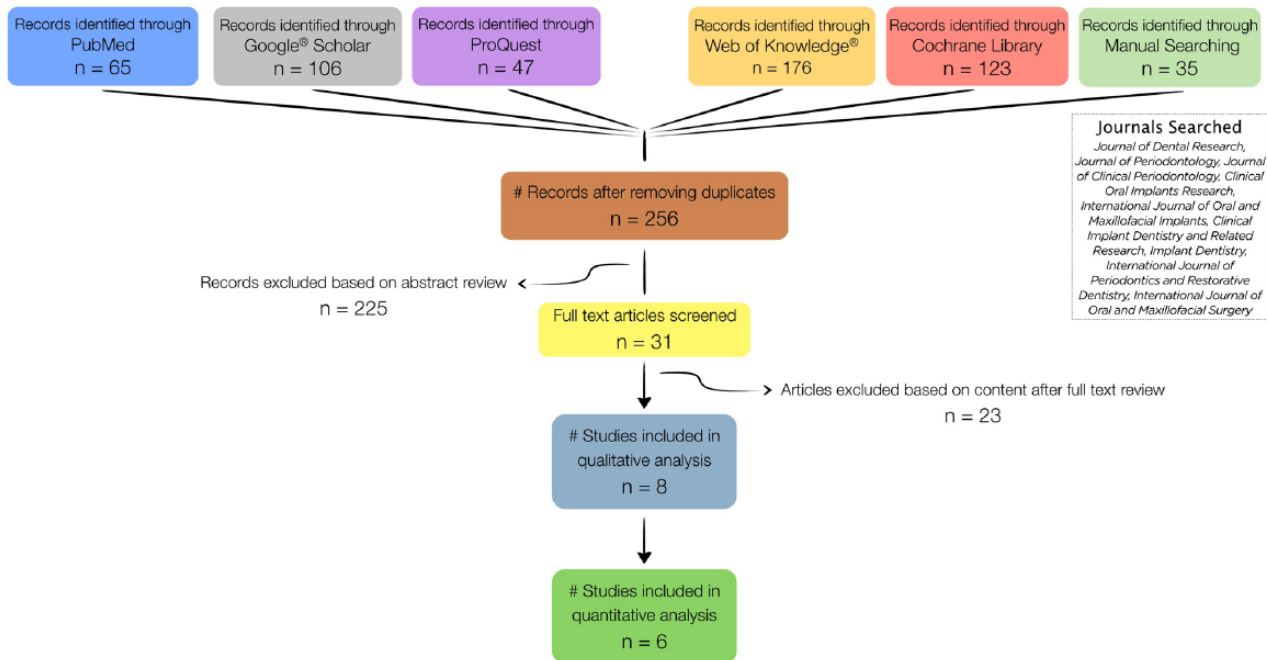 Records identified through
PubMed
n = 65
Records identified through
Google® Scholar
n = 106
Records identified through
ProQuest
n = 47
Records identified through
Web of Knowledge®
n = 176
Records identified through
Cochrane Library
n = 123
Records identified through
Manual Searching
n = 35
Journals Searched
Journal of Dental Research,
Journal of Periodontology, Journal
of Clinical Periodontology, Clinical
Oral Implants Research,
International Journal of Oral and
Maxillofacial Implants, Clinical
Implant Dentistry and Related
Research, Implant Dentistry,
International Journal of
Periodontics and Restorative
Dentistry, International Journal of
Oral and Maxillofacial Surgery
# Records after removing duplicates
n = 256
Records excluded based on abstract review
n = 225
Full text articles screened
n = 31
Articles excluded based on content after full text review
n = 23
# Studies included in
qualitative analysis
n = 8
# Studies included in
quantitative analysis
n = 6